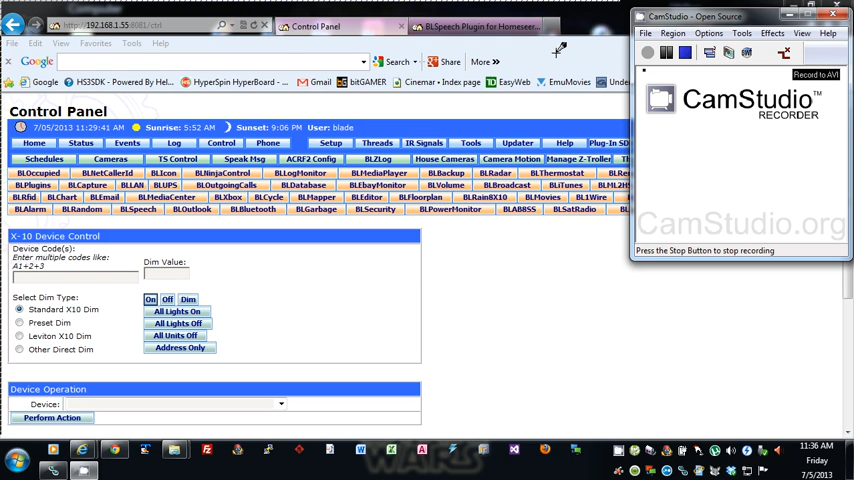 http://192.168.1.55:8081/ctrl
Control Panel
BLSpeech Plugin for Homeseer...
File Edit View Favorites Tools Help
Google
Search
Share
More »
Google
HS3SDK - Powered By Hel...
HyperSpin HyperBoard - ...
Gmail
bitGAMER
Cinemar • Index page
EasyWeb
EmuMovies
Control Panel
7/05/2013 11:29:41 AM Sunrise: 5:52 AM Sunset: 9:06 PM User: blade
Home Status Events Log Control Phone Setup Threads IR Signals Tools Updater Help Plug-In SD
Schedules Cameras TS Control Speak Msg ACRF2 Config BLZLog House Cameras Camera Motion Manage Z-Troller
BLOccupied BLNetCallerId BLIcon BLNinjaControl BLLogMonitor BLMediaPlayer BLBackup BLRadar BLThermostat
BLPlugins BLCapture BLLAN BLUPS BLOutgoingCalls BLDatabase BLEbayMonitor BLVolume BLBroadcast BLiTunes
BLRfid BLChart BLEmail BLMediaCenter BLXbox BLCycle BLMapper BLEditor BLFloorplan BLRain8X10 BLMovies BL1Wire
BLAlarm BLRandom BLSpeech BLOutlook BLBluetooth BLGarbage BLSecurity BLPowerMonitor BLAB8SS BLSatRadio
X-10 Device Control
Device Code(s):
Enter multiple codes like:
A1+2+3
Dim Value:
Select Dim Type:
On Off Dim
Standard X10 Dim
All Lights On
Preset Dim
All Lights Off
Leviton X10 Dim
All Units Off
Other Direct Dim
Address Only
Device Operation
Device:
Perform Action
CamStudio - Open Source
File Region Options Tools Effects View Help
Record to AVI
CamStudio™
RECORDER
CamStudio.org
Press the Stop Button to stop recording
WARS
11:36 AM
Friday
7/5/2013